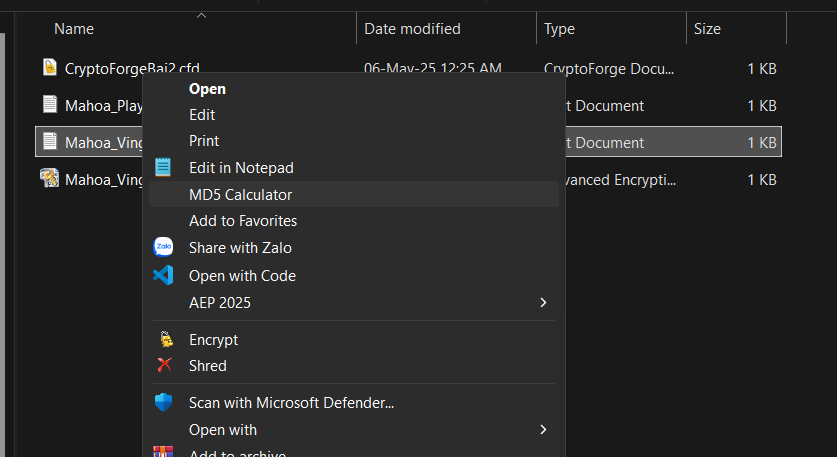 Name Date modified Type Size
CryptoForgeBai2.cfd 06-May-25 12:25 AM CryptoForge Docu... 1 KB
Mahoa_Play t Document 1 KB
Mahoa_Ving t Document 1 KB
Mahoa_Ving vanced Encrypti... 1 KB
Open
Edit
Print
Edit in Notepad
MD5 Calculator
Add to Favorites
Zalo Share with Zalo
Open with Code
AEP 2025
Encrypt
Shred
Scan with Microsoft Defender...
Open with
Add to archive